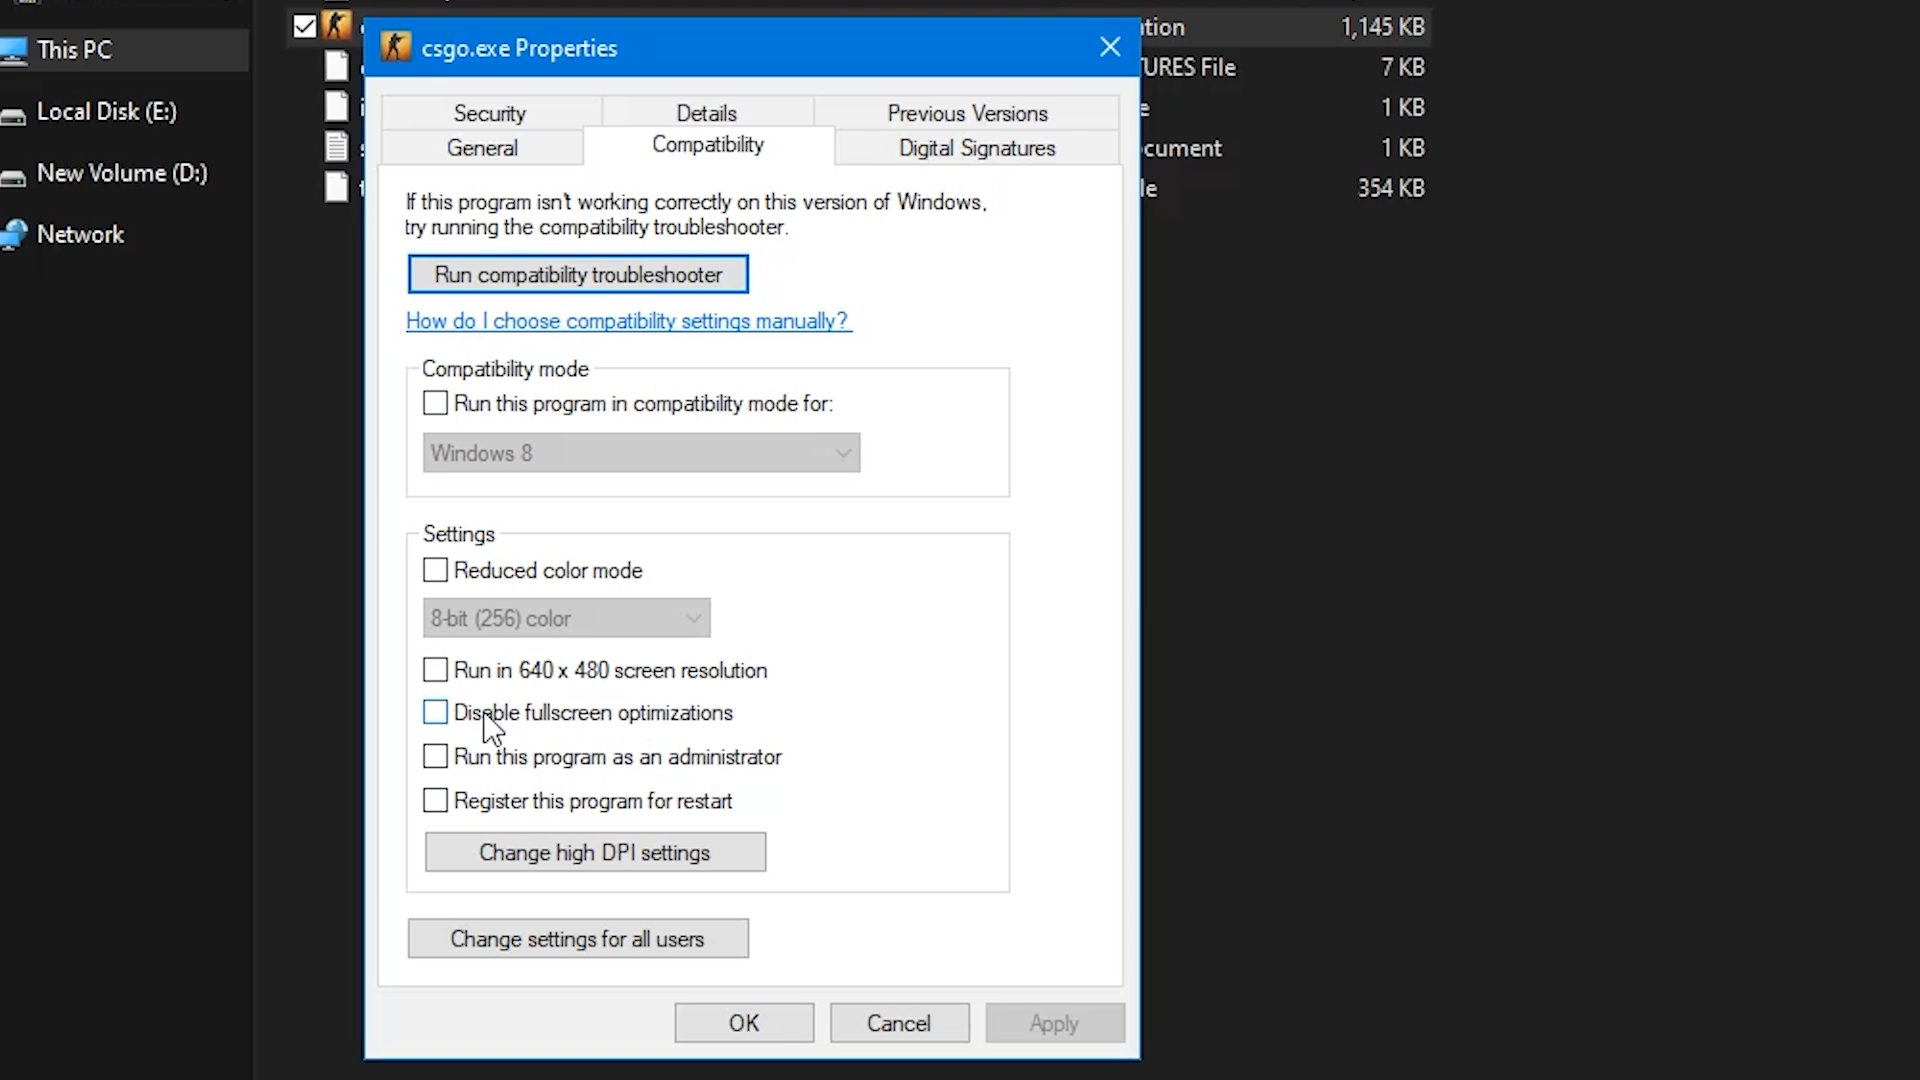 This PC
Local Disk (E:)
New Volume (D:)
Network
csgo.exe Properties
tion
1,145 KB
URES File
7 KB
1 KB
cument
1 KB
le
354 KB
Security
Details
Previous Versions
General
Compatibility
Digital Signatures
If this program isn't working correctly on this version of Windows,
try running the compatibility troubleshooter.
Run compatibility troubleshooter
How do I choose compatibility settings manually?
Compatibility mode
Run this program in compatibility mode for:
Windows 8
Settings
Reduced color mode
8-bit (256) color
Run in 640 x 480 screen resolution
Disable fullscreen optimizations
Run this program as an administrator
Register this program for restart
Change high DPI settings
Change settings for all users
OK
Cancel
Apply